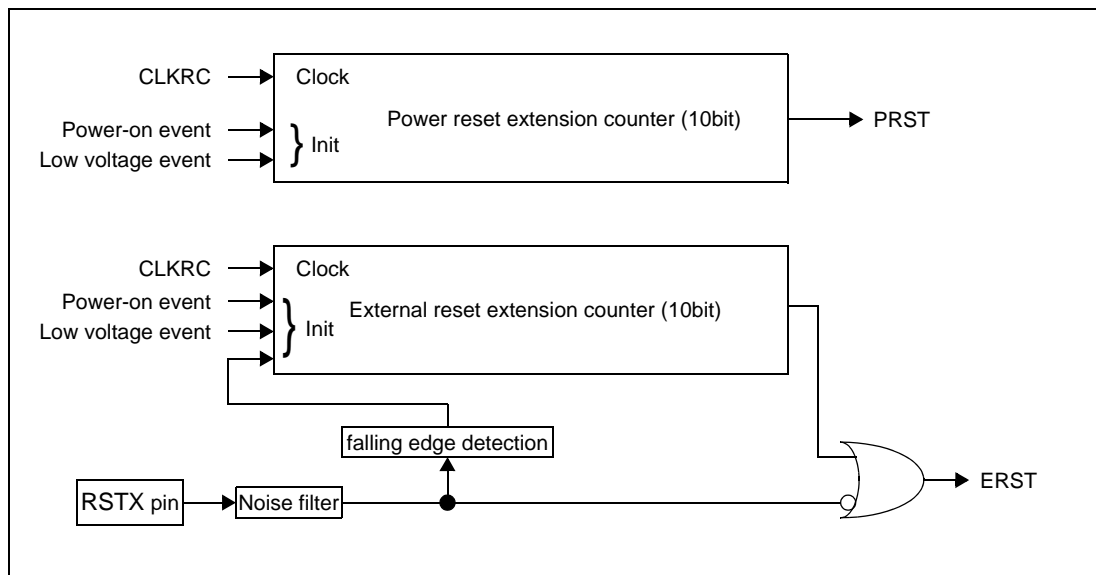 CLKRC
Clock
Power-on event
Power reset extension counter (10bit)
PRST
Low voltage event
} Init
CLKRC
Clock
Power-on event
External reset extension counter (10bit)
Low voltage event
} Init
falling edge detection
RSTX pin
Noise filter
ERST